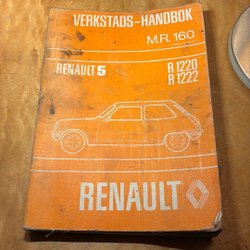 VERKSTADS-HANDBOK
M.R. 160
RENAULT 5
R 1220
R 1222
RENAULT